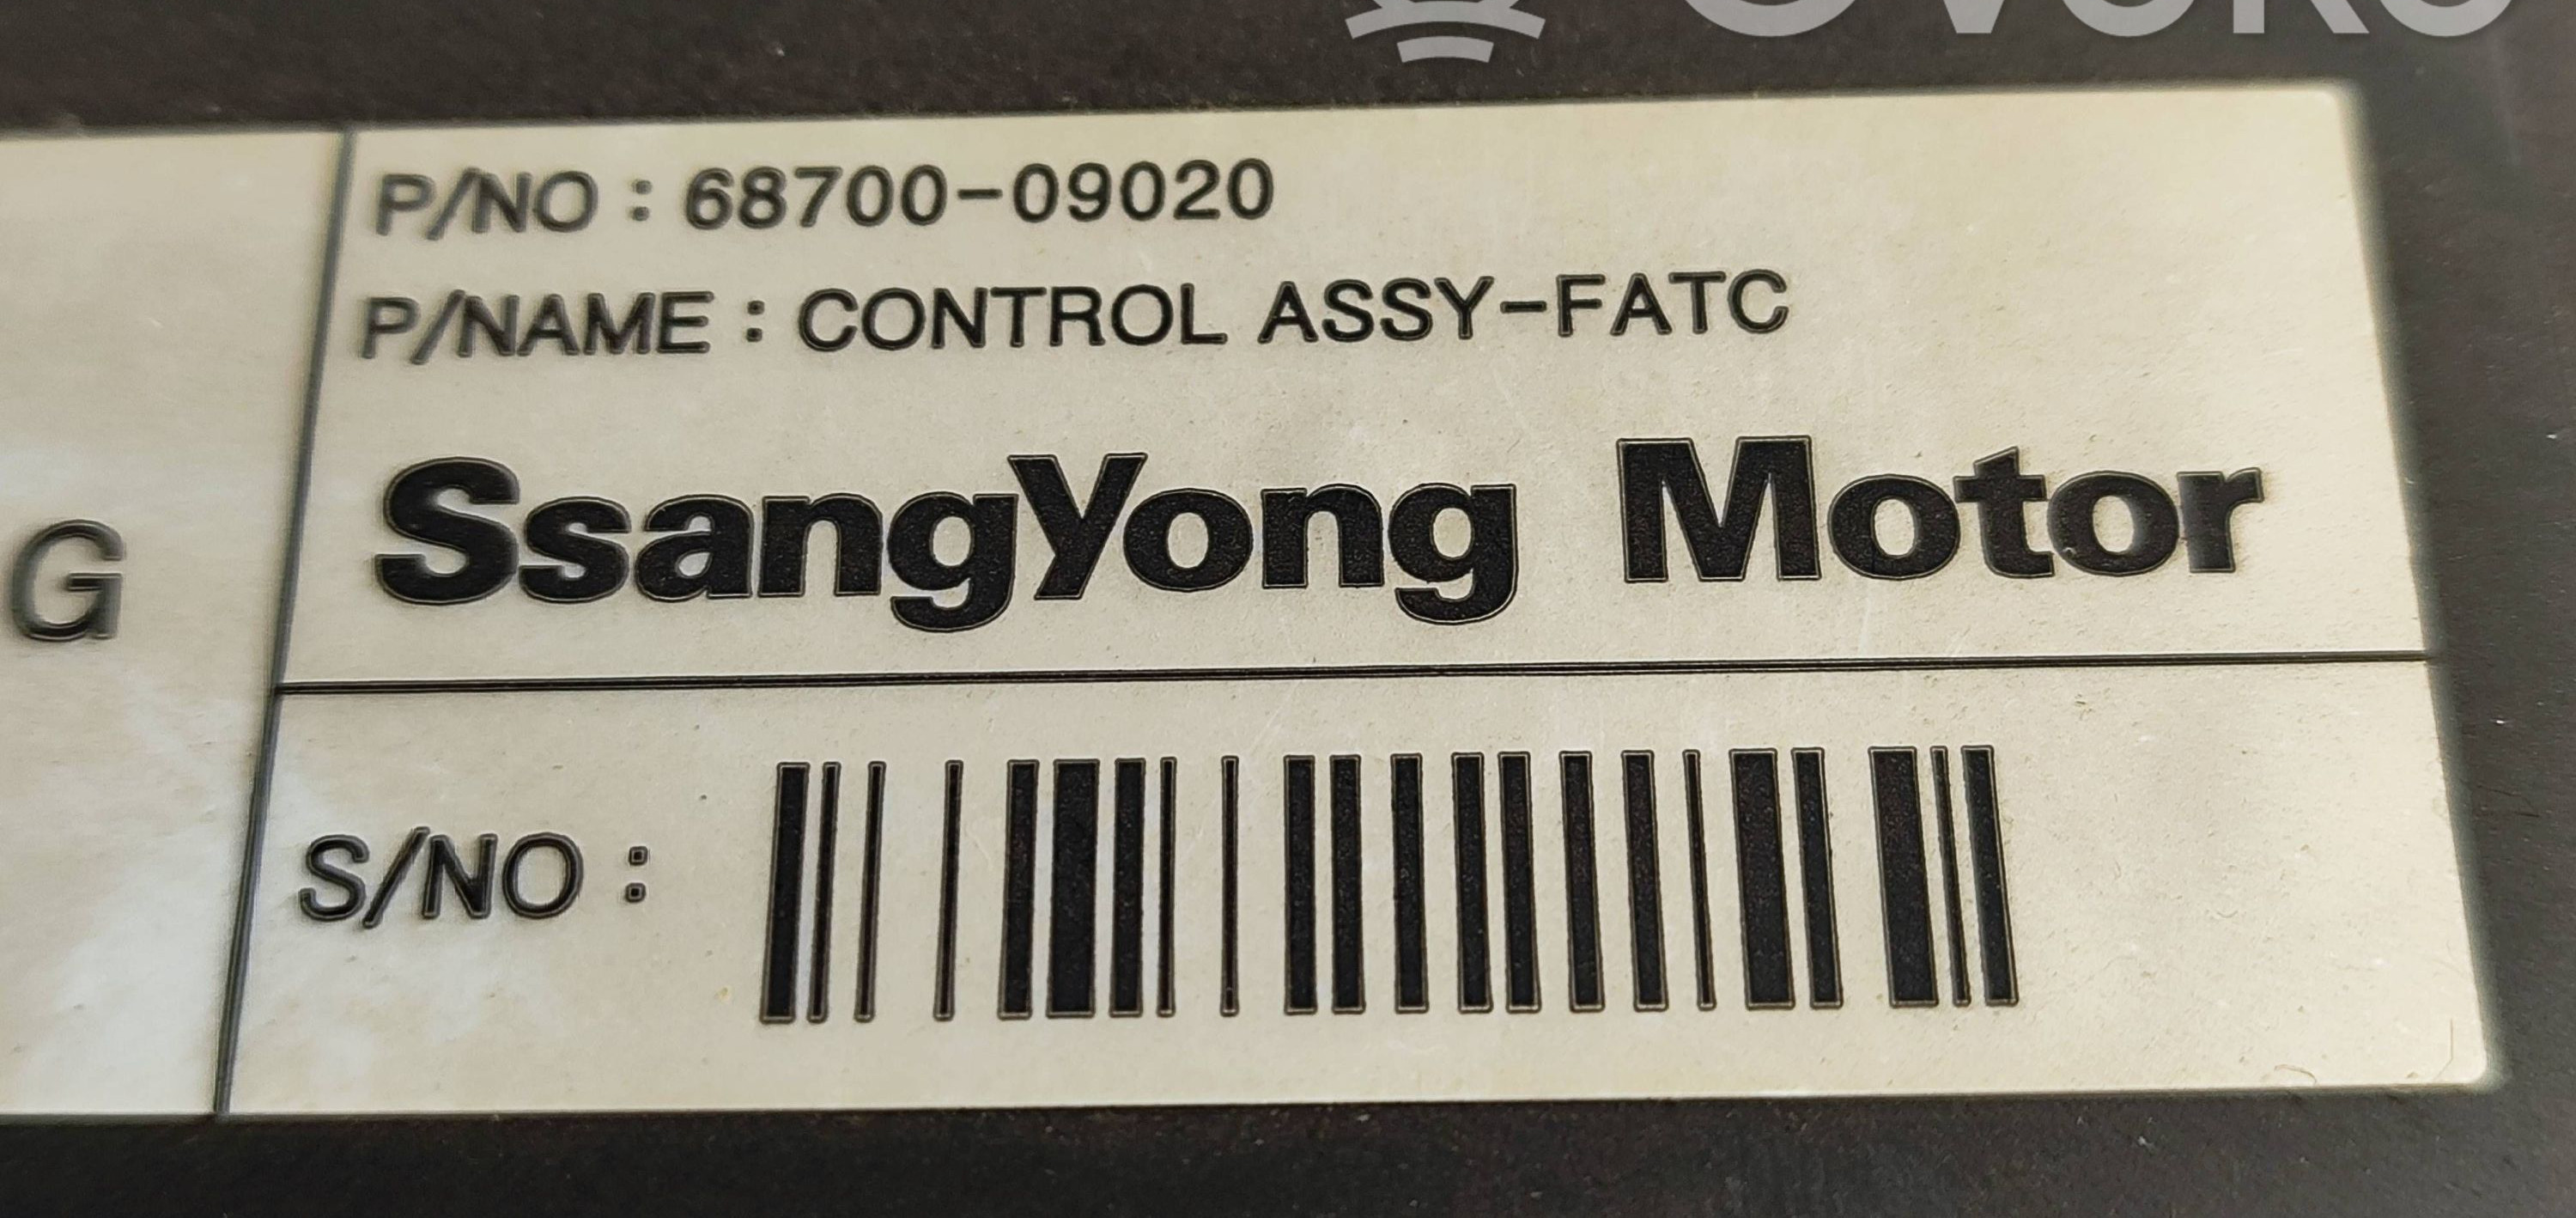 P/NO : 68700-09020
P/NAME : CONTROL ASSY-FATC
SsangYong Motor
G
S/NO :